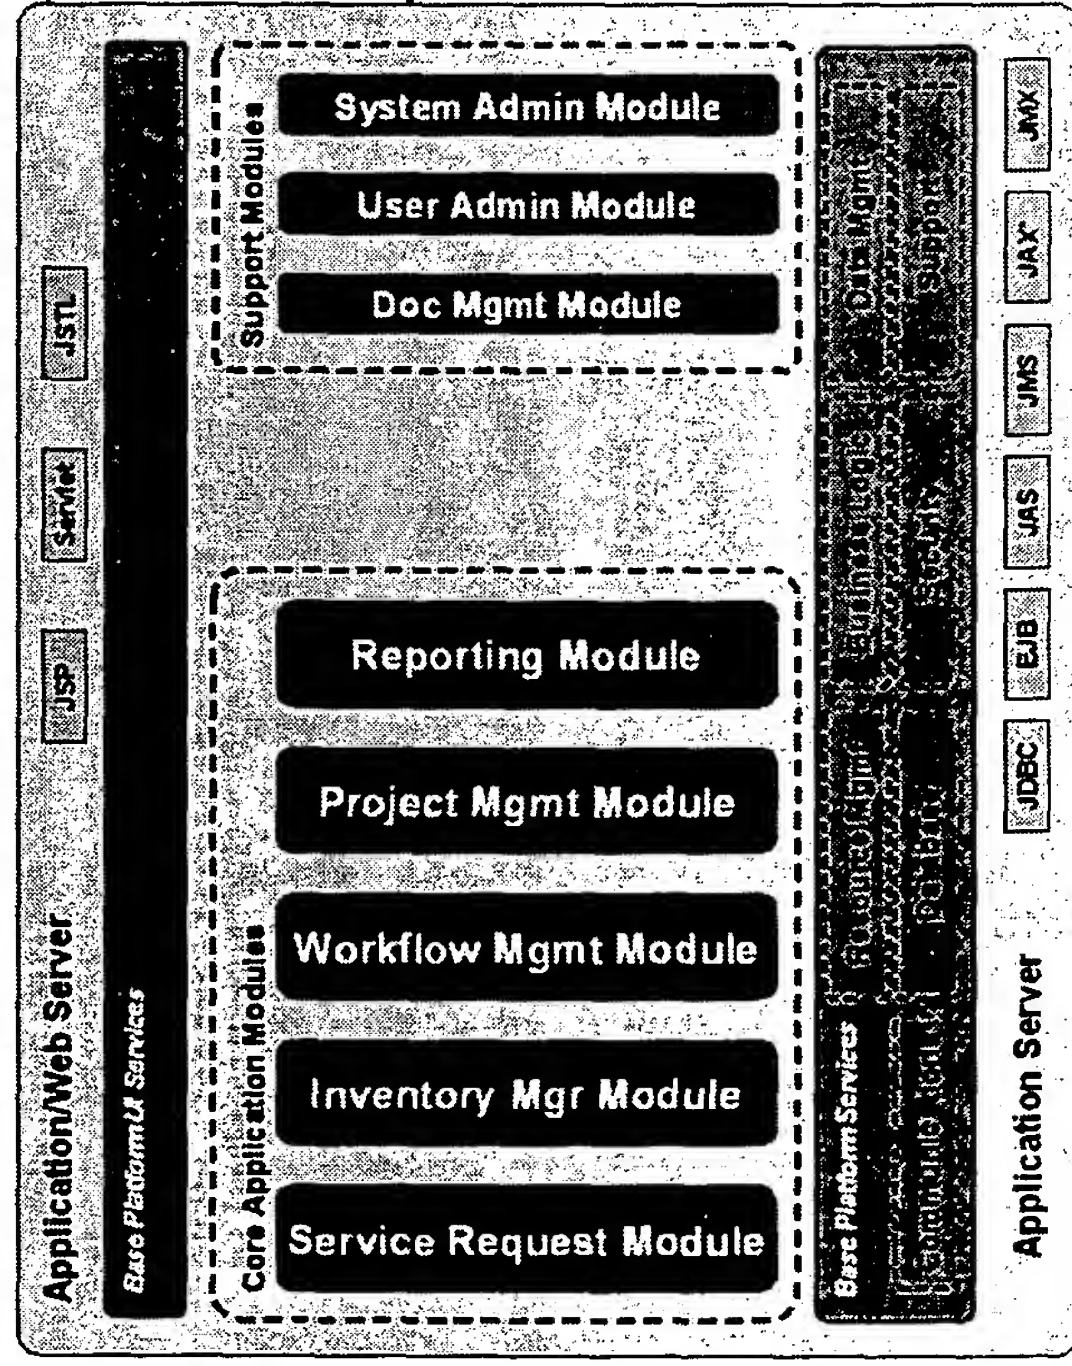 Application/Web Server
JSP
Servlet
JSTL
Base Platform UI Services
Core Application Modules
Service Request Module
Inventory Mgr Module
Workflow Mgmt Module
Project Mgmt Module
Reporting Module
Support Modules
Doc Mgmt Module
User Admin Module
System Admin Module
Base Platform Services
Security
Support
Application Server
JDBC
EJB
JAS
JMS
JAX*
JMX